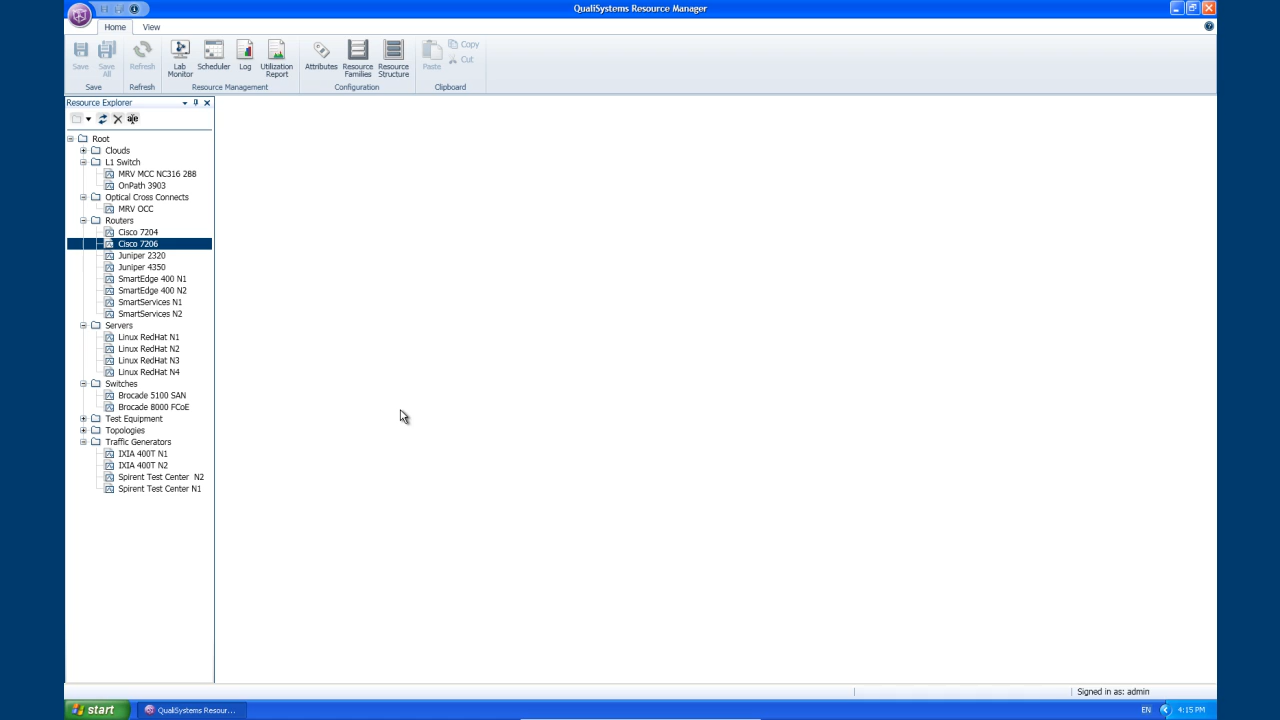 QualiSystems Resource Manager
Home View
Save Save All Refresh Lab Monitor Scheduler Log Utilization Report Attributes Resource Families Resource Structure Paste Copy Cut
Save Refresh Resource Management Configuration Clipboard
Resource Explorer
Root
Clouds
L1 Switch
MRV MCC NC316 288
OnPath 3903
Optical Cross Connects
MRV OCC
Routers
Cisco 7204
Cisco 7206
Juniper 2320
Juniper 4350
SmartEdge 400 N1
SmartEdge 400 N2
SmartServices N1
SmartServices N2
Servers
Linux RedHat N1
Linux RedHat N2
Linux RedHat N3
Linux RedHat N4
Switches
Brocade 5100 SAN
Brocade 8000 FCoE
Test Equipment
Topologies
Traffic Generators
IXIA 400T N1
IXIA 400T N2
Spirent Test Center N2
Spirent Test Center N1
Signed in as: admin
start QualiSystems Resour... EN 4:15 PM